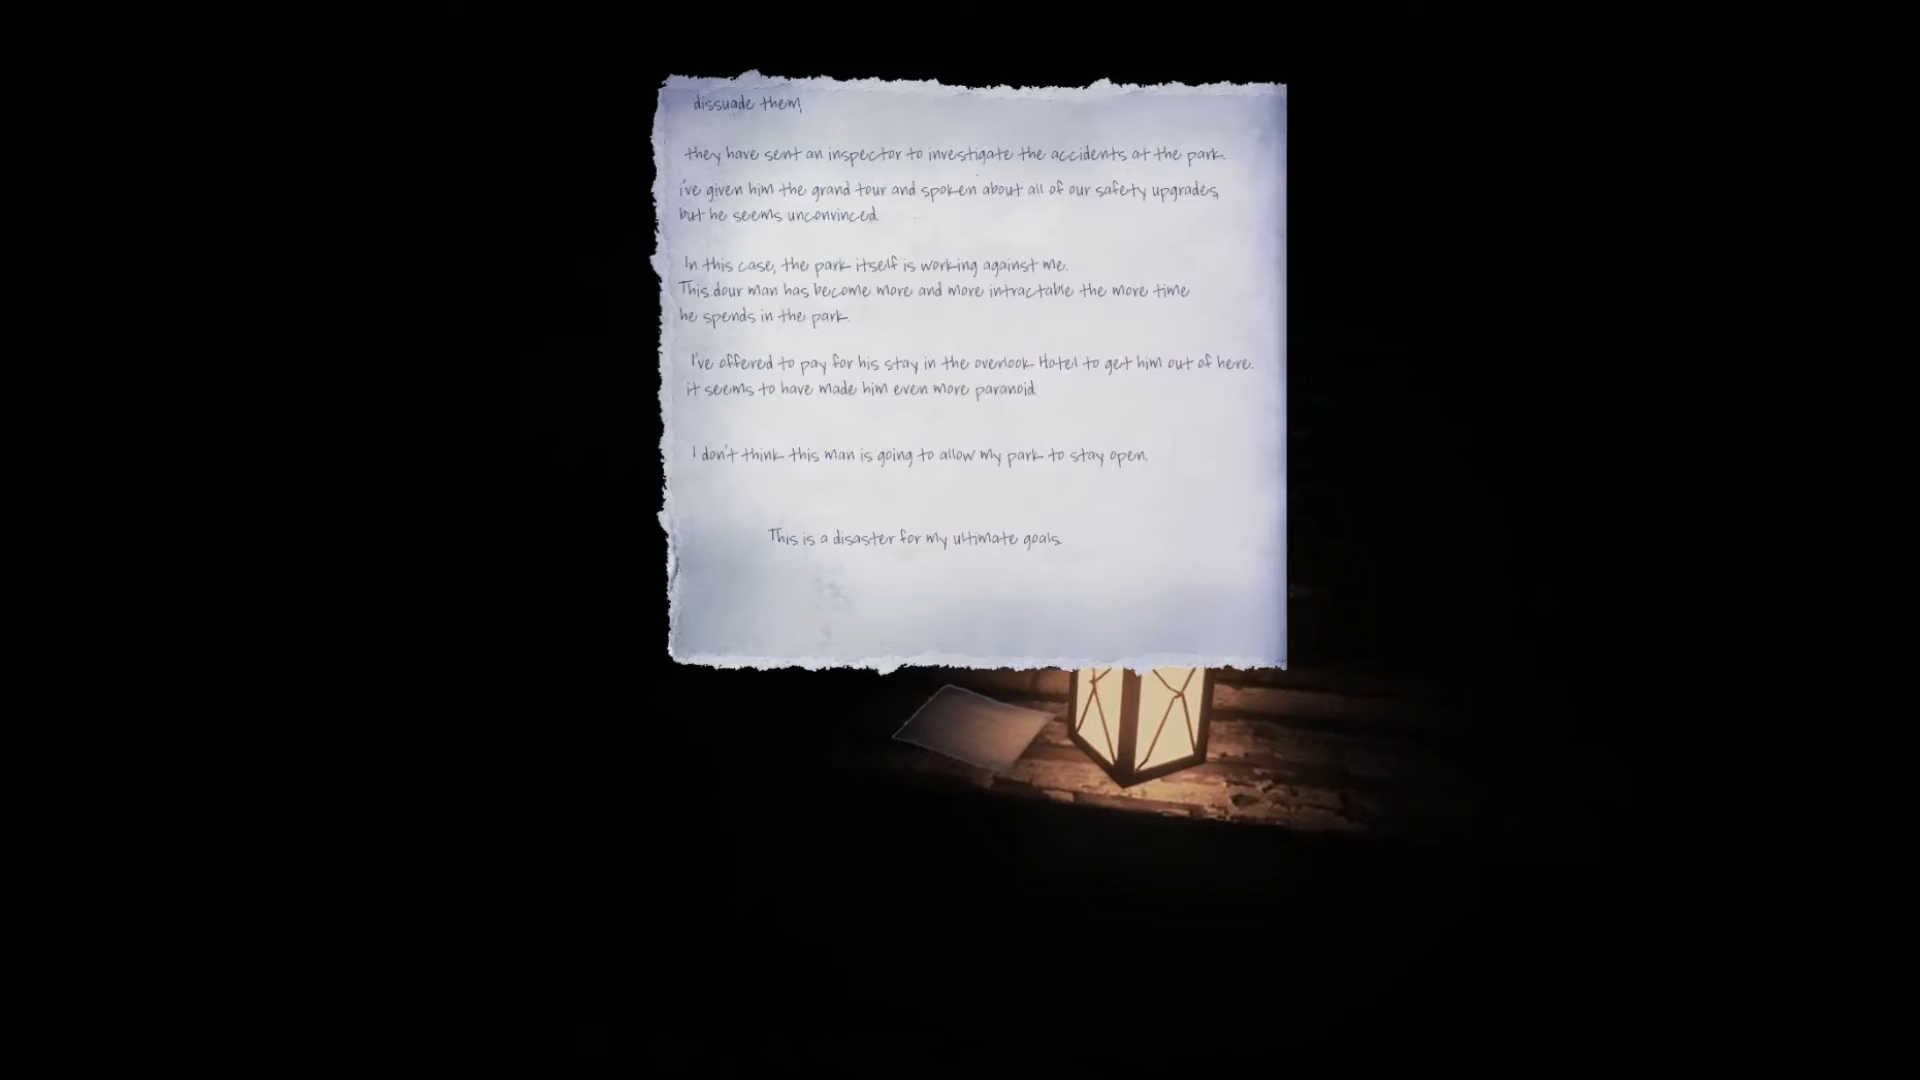 dissuade them,
they have sent an inspector to investigate the accidents at the park.
i've given him the grand tour and spoken about all of our safety upgrades,
but he seems unconvinced.
In this case, the park itself is working against me.
This dour man has become more and more intractable the more time
he spends in the park.
I've offered to pay for his stay in the overlook Hotel to get him out of here.
it seems to have made him even more paranoid.
I don't think this man is going to allow my park to stay open.
This is a disaster for my ultimate goals.